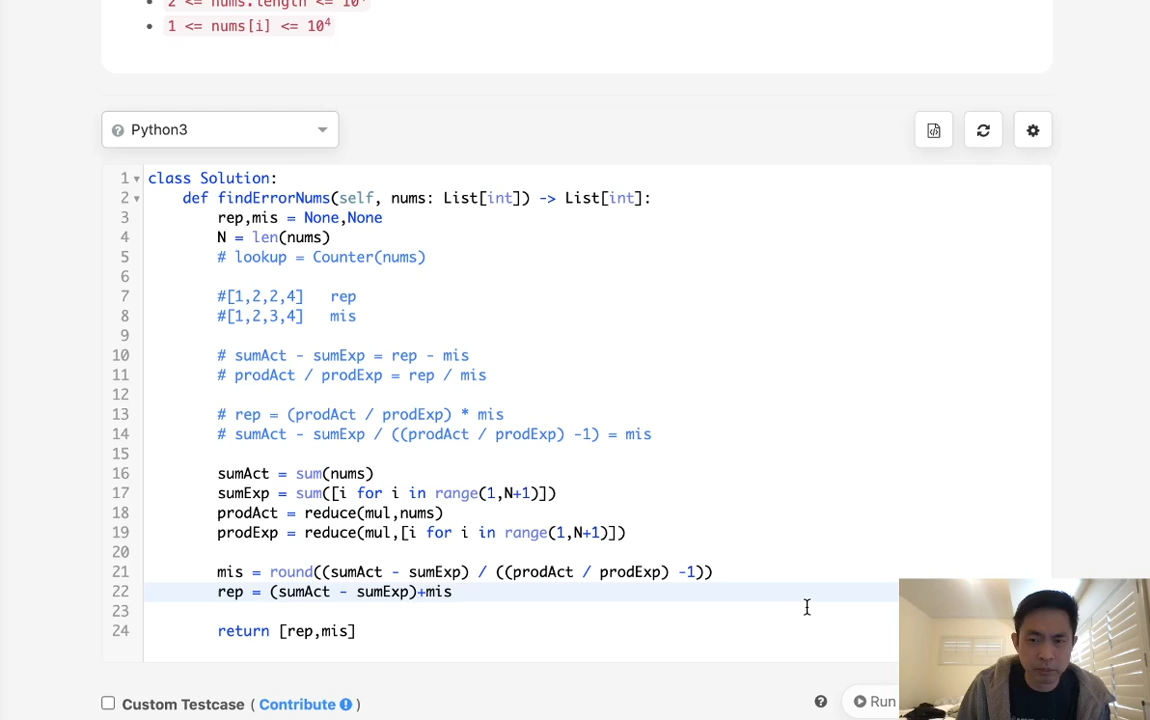 2 <= nums.length <= 10
1 <= nums[i] <= 10⁴
Python3
1 class Solution:
2 def findErrorNums(self, nums: List[int]) -> List[int]:
3 rep,mis = None,None
4 N = len(nums)
5 # lookup = Counter(nums)
6
7 #[1,2,2,4] rep
8 #[1,2,3,4] mis
9
10 # sumAct - sumExp = rep - mis
11 # prodAct / prodExp = rep / mis
12
13 # rep = (prodAct / prodExp) * mis
14 # sumAct - sumExp / ((prodAct / prodExp) -1) = mis
15
16 sumAct = sum(nums)
17 sumExp = sum([i for i in range(1,N+1)])
18 prodAct = reduce(mul,nums)
19 prodExp = reduce(mul,[i for i in range(1,N+1)])
20
21 mis = round((sumAct - sumExp) / ((prodAct / prodExp) -1))
22 rep = (sumAct - sumExp)+mis
23
24 return [rep,mis]
Custom Testcase ( Contribute )
Run